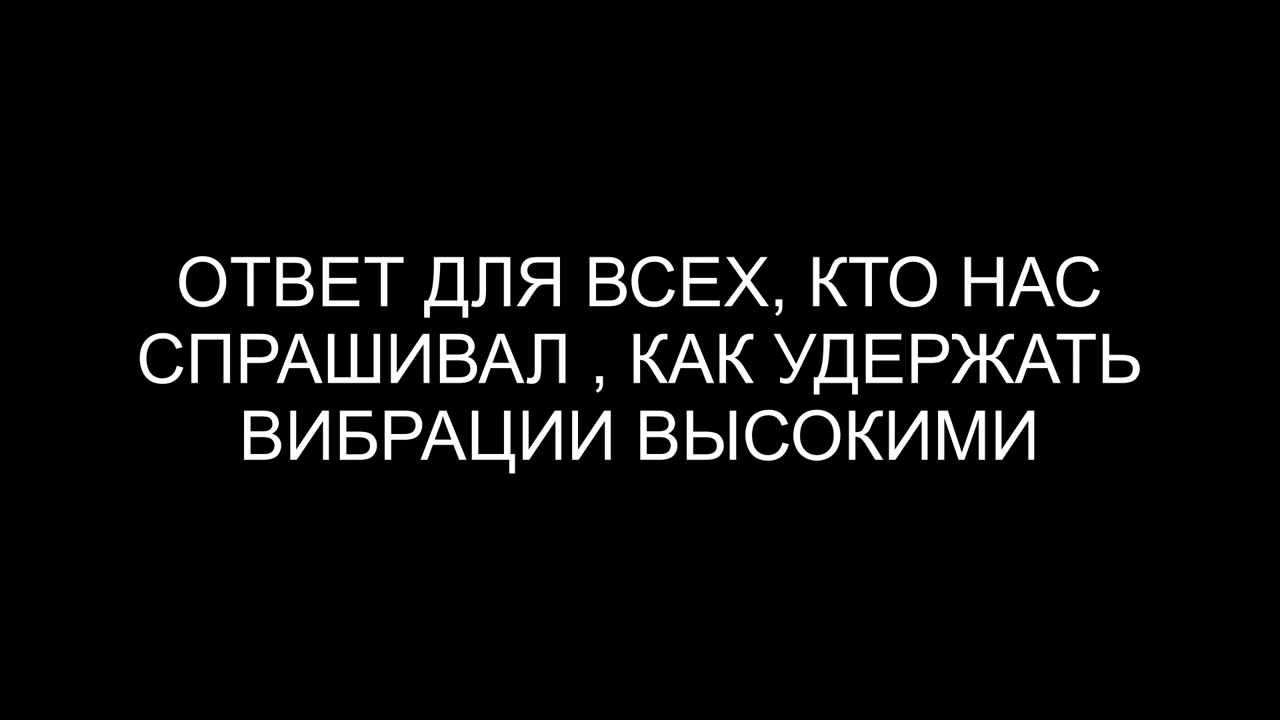 ОТВЕТ ДЛЯ ВСЕХ, КТО НАС
СПРАШИВАЛ , КАК УДЕРЖАТЬ
ВИБРАЦИИ ВЫСОКИМИ